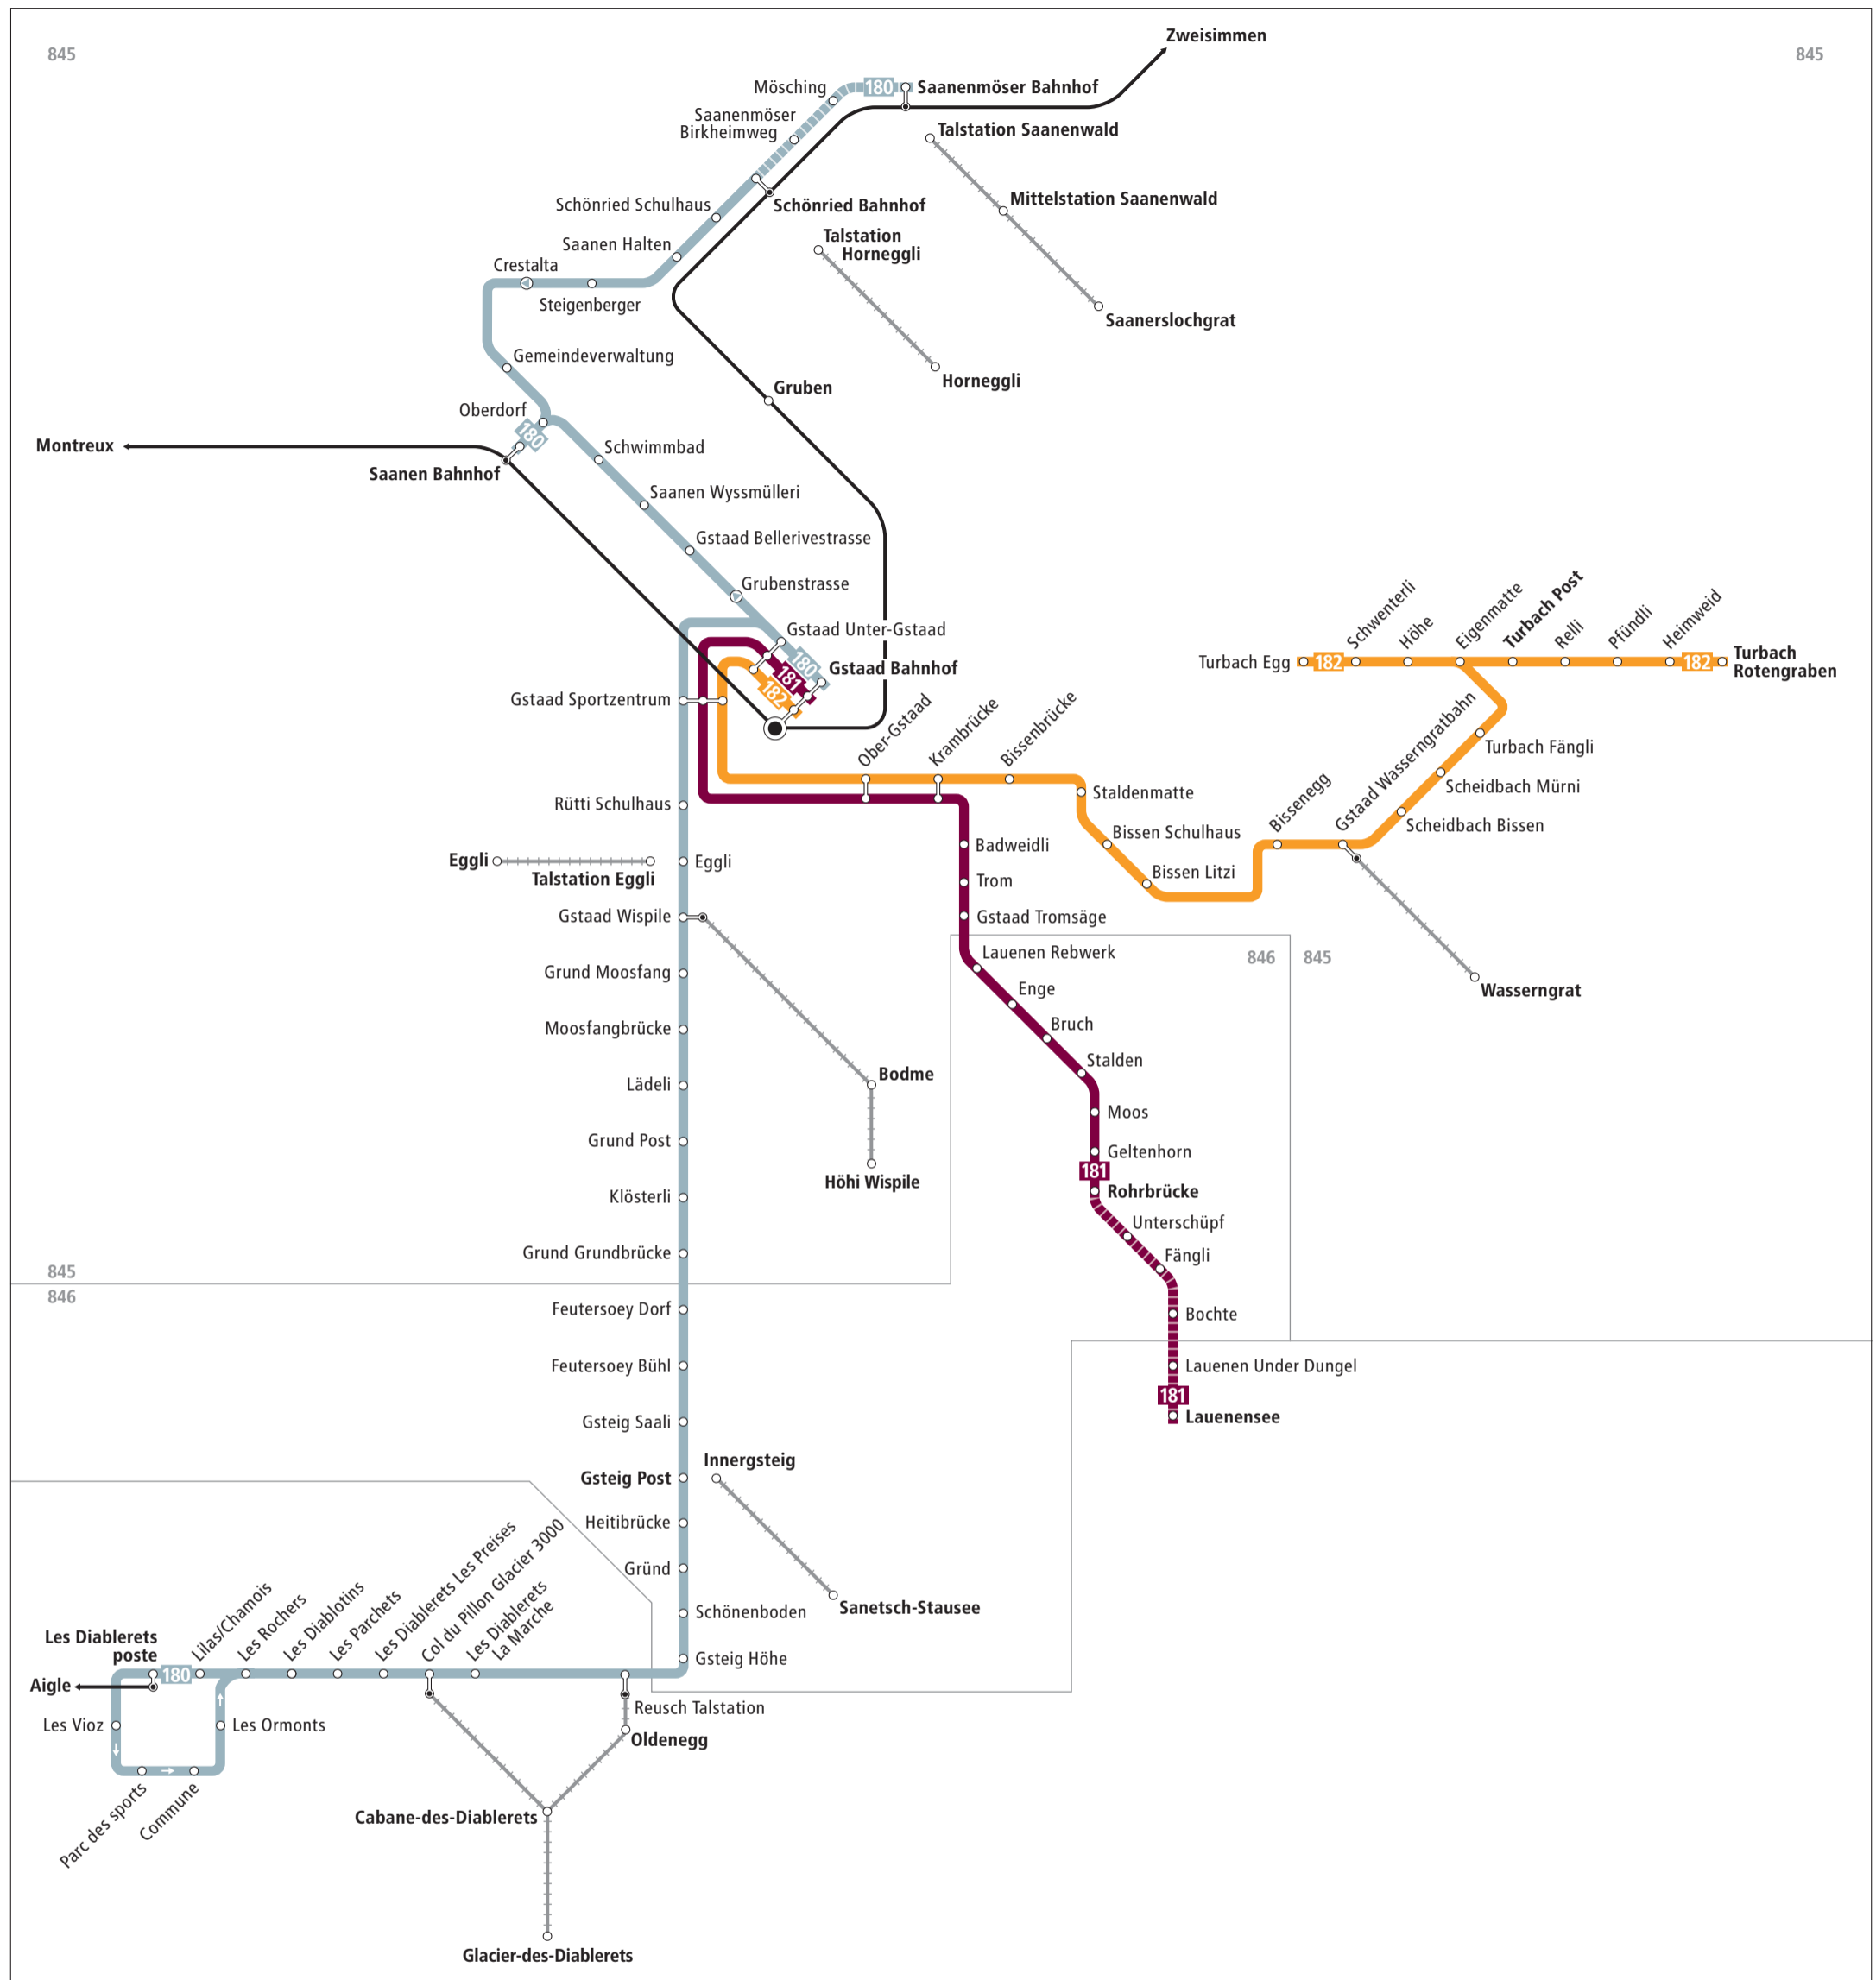 Zweisimmen
845
845
Mösching
180
Saanenmöser Bahnhof
Saanenmöser
Birkheimweg
Talstation Saanenwald
Schönried Schulhaus
Schönried Bahnhof
Mittelstation Saanenwald
Saanen Halten
Talstation
Horneggli
Crestalta
Steigenberger
Saanerslochgrat
Gemeindeverwaltung
Horneggli
Gruben
Oberdorf
180
Montreux
Saanen Bahnhof
Schwimmbad
Saanen Wyssmülleri
Gstaad Bellerivestrasse
Grubenstrasse
Gstaad Unter-Gstaad
180
Gstaad Bahnhof
181
182
Gstaad Sportzentrum
Ober-Gstaad
Krambrücke
Bissenbrücke
Turbach Egg
182
Schwenterli
Höhe
Eigenmatte
Turbach Post
Relli
Pfündli
Heimweid
182
Turbach
Rotengraben
Staldenmatte
Bissen Schulhaus
Bissen Litzi
Bissenegg
Gstaad Wasserngratbahn
Turbach Fängli
Scheidbach Mürni
Scheidbach Bissen
Rütti Schulhaus
Badweidli
Eggli
Talstation Eggli
Eggli
Trom
Gstaad Wispile
Gstaad Tromsäge
Lauenen Rebwerk
846
845
Grund Moosfang
Wasserngrat
Enge
Moosfangbrücke
Bruch
Stalden
Lädeli
Bodme
Moos
Grund Post
Geltenhorn
181
Höhi Wispile
Klösterli
Rohrbrücke
Unterschüpf
Grund Grundbrücke
Fängli
845
846
Feutersoey Dorf
Bochte
Feutersoey Bühl
Lauenen Under Dungel
181
Gsteig Saali
Lauenensee
Innergsteig
Gsteig Post
Heitibrücke
Gründ
Sanetsch-Stausee
Schönenboden
Gsteig Höhe
Les Diablerets
poste
180
Lilas/Chamois
Les Rochers
Les Diablotins
Les Parchets
Les Diablerets Les Preises
Col du Pillon Glacier 3000
Les Diablerets
La Marche
Aigle
Reusch Talstation
Les Vioz
Les Ormonts
Oldenegg
Parc des sports
Commune
Cabane-des-Diablerets
Glacier-des-Diablerets